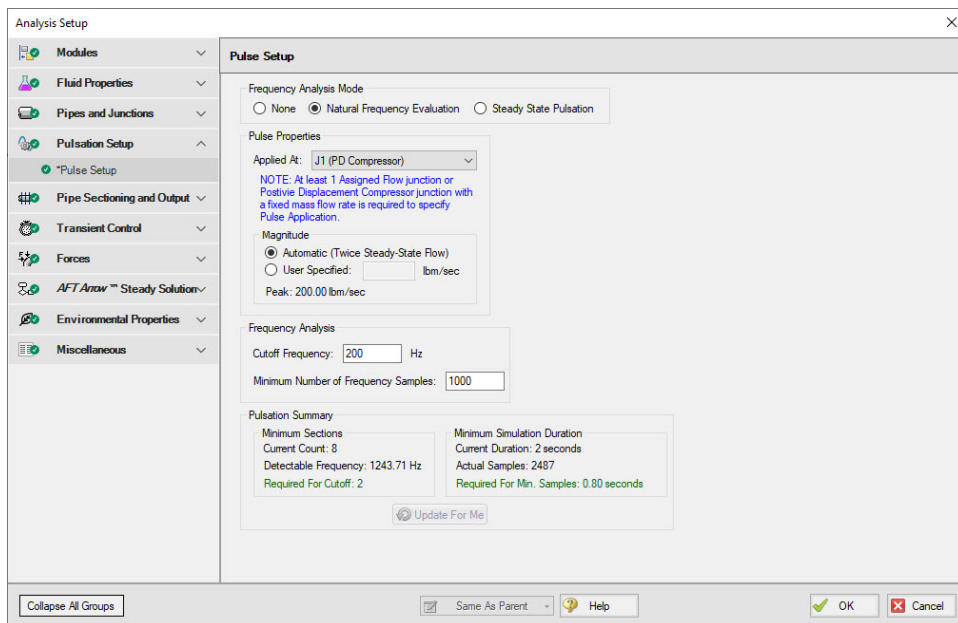 Analysis Setup
Modules
Fluid Properties
Pipes and Junctions
Pulsation Setup
*Pulse Setup
Pipe Sectioning and Output
Transient Control
Forces
AFT Arrow ™ Steady Solution
Environmental Properties
Miscellaneous
Pulse Setup
Frequency Analysis Mode
None Natural Frequency Evaluation Steady State Pulsation
Pulse Properties
Applied At: J1 (PD Compressor)
NOTE: At least 1 Assigned Flow junction or
Postivie Displacement Compressor junction with
a fixed mass flow rate is required to specify
Pulse Application.
Magnitude
Automatic (Twice Steady-State Flow)
User Specified: lbm/sec
Peak: 200.00 lbm/sec
Frequency Analysis
Cutoff Frequency: 200 Hz
Minimum Number of Frequency Samples: 1000
Pulsation Summary
Minimum Sections
Current Count: 8
Detectable Frequency: 1243.71 Hz
Required For Cutoff: 2
Minimum Simulation Duration
Current Duration: 2 seconds
Actual Samples: 2487
Required For Min. Samples: 0.80 seconds
Update For Me
Collapse All Groups
Same As Parent
Help
OK
Cancel